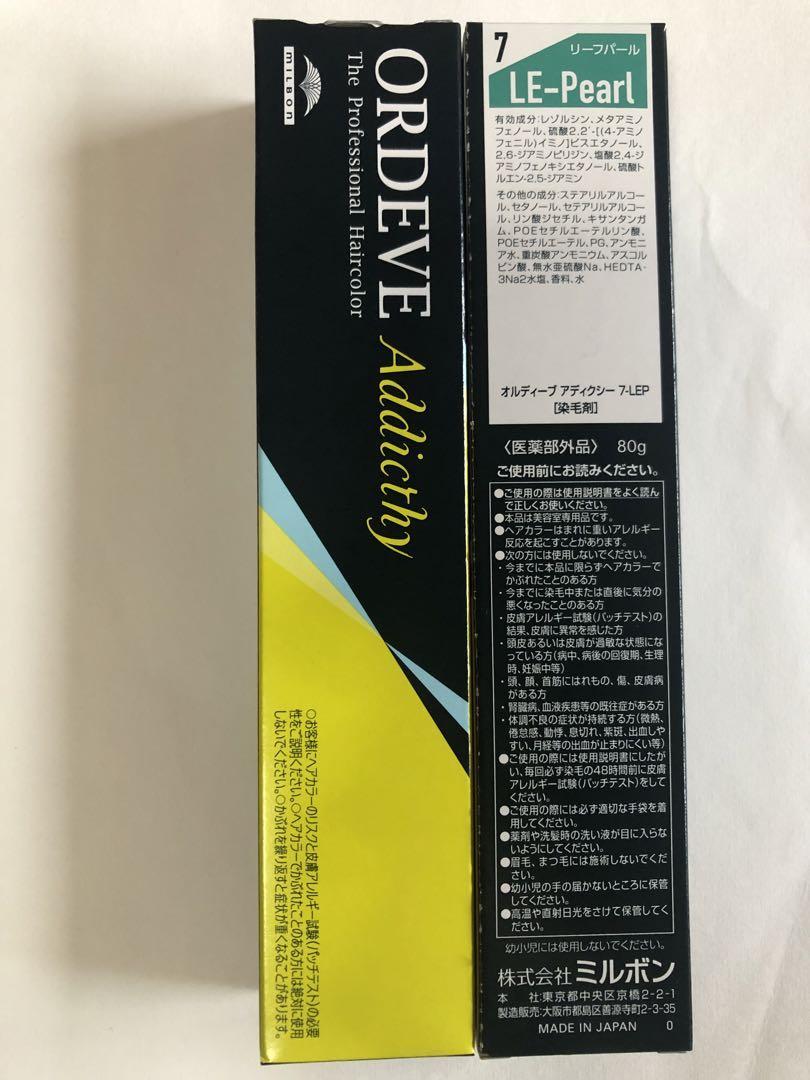 MILBON
ORDEVE Addicthy
The Professional Haircolor
○お客様にヘアカラーのリスクと皮膚アレルギー試験(パッチテスト)の必要
性をご説明ください。○ヘアカラーでかぶれたことのある方には絶対に使用
しないでください。○かぶれを繰り返すと症状が重くなることがあります。
7
リーフパール
LE-Pearl
有効成分:レゾルシン、メタアミノ
フェノール、硫酸2,2'-[(4-アミノ
フェニル)イミノ]ビスエタノール、
2,6-ジアミノピリジン、塩酸2,4-ジ
アミノフェノキシエタノール、硫酸ト
ルエン-2,5-ジアミン
その他の成分:ステアリルアルコー
ル、セタノール、セテアリルアルコー
ル、リン酸ジセチル、キサンタンガ
ム、POEセチルエーテルリン酸、
POEセチルエーテル、PG、アンモニ
ア水、重炭酸アンモニウム、アスコル
ビン酸、無水亜硫酸Na、HEDTA・
3Na2水塩、香料、水
オルディーブ アディクシー 7-LEP
[染毛剤]
〈医薬部外品〉 80g
ご使用前にお読みください。
●ご使用の際は使用説明書をよく読ん
で正しくお使いください。
●本品は美容室専用品です。
●ヘアカラーはまれに重いアレルギー
反応を起こすことがあります。
●次の方には使用しないでください。
・今までに本品に限らずヘアカラーで
かぶれたことのある方
・今までに染毛中または直後に気分の
悪くなったことのある方
・皮膚アレルギー試験(パッチテスト)の
結果、皮膚に異常を感じた方
・頭皮あるいは皮膚が過敏な状態にな
っている方(病中、病後の回復期、生理
時、妊娠中等)
・頭、顔、首筋にはれもの、傷、皮膚病
がある方
・腎臓病、血液疾患等の既往症がある方
・体調不良の症状が持続する方(微熱、
倦怠感、動悸、息切れ、紫斑、出血しや
すい、月経等の出血が止まりにくい等)
●ご使用の際には使用説明書にしたが
い、毎回必ず染毛の48時間前に皮膚
アレルギー試験(パッチテスト)をして
ください。
●ご使用の際には必ず適切な手袋を着
用してください。
●薬剤や洗髪時の洗い液が目に入らな
いようにしてください。
●眉毛、まつ毛には施術しないでくだ
さい。
●幼小児の手の届かないところに保管
してください。
●高温や直射日光をさけて保管してく
ださい。
幼小児には使用しないでください。
株式会社 ミルボン
本 社:東京都中央区京橋2-2-1
製造販売:大阪市都島区善源寺町2-3-35
MADE IN JAPAN 0